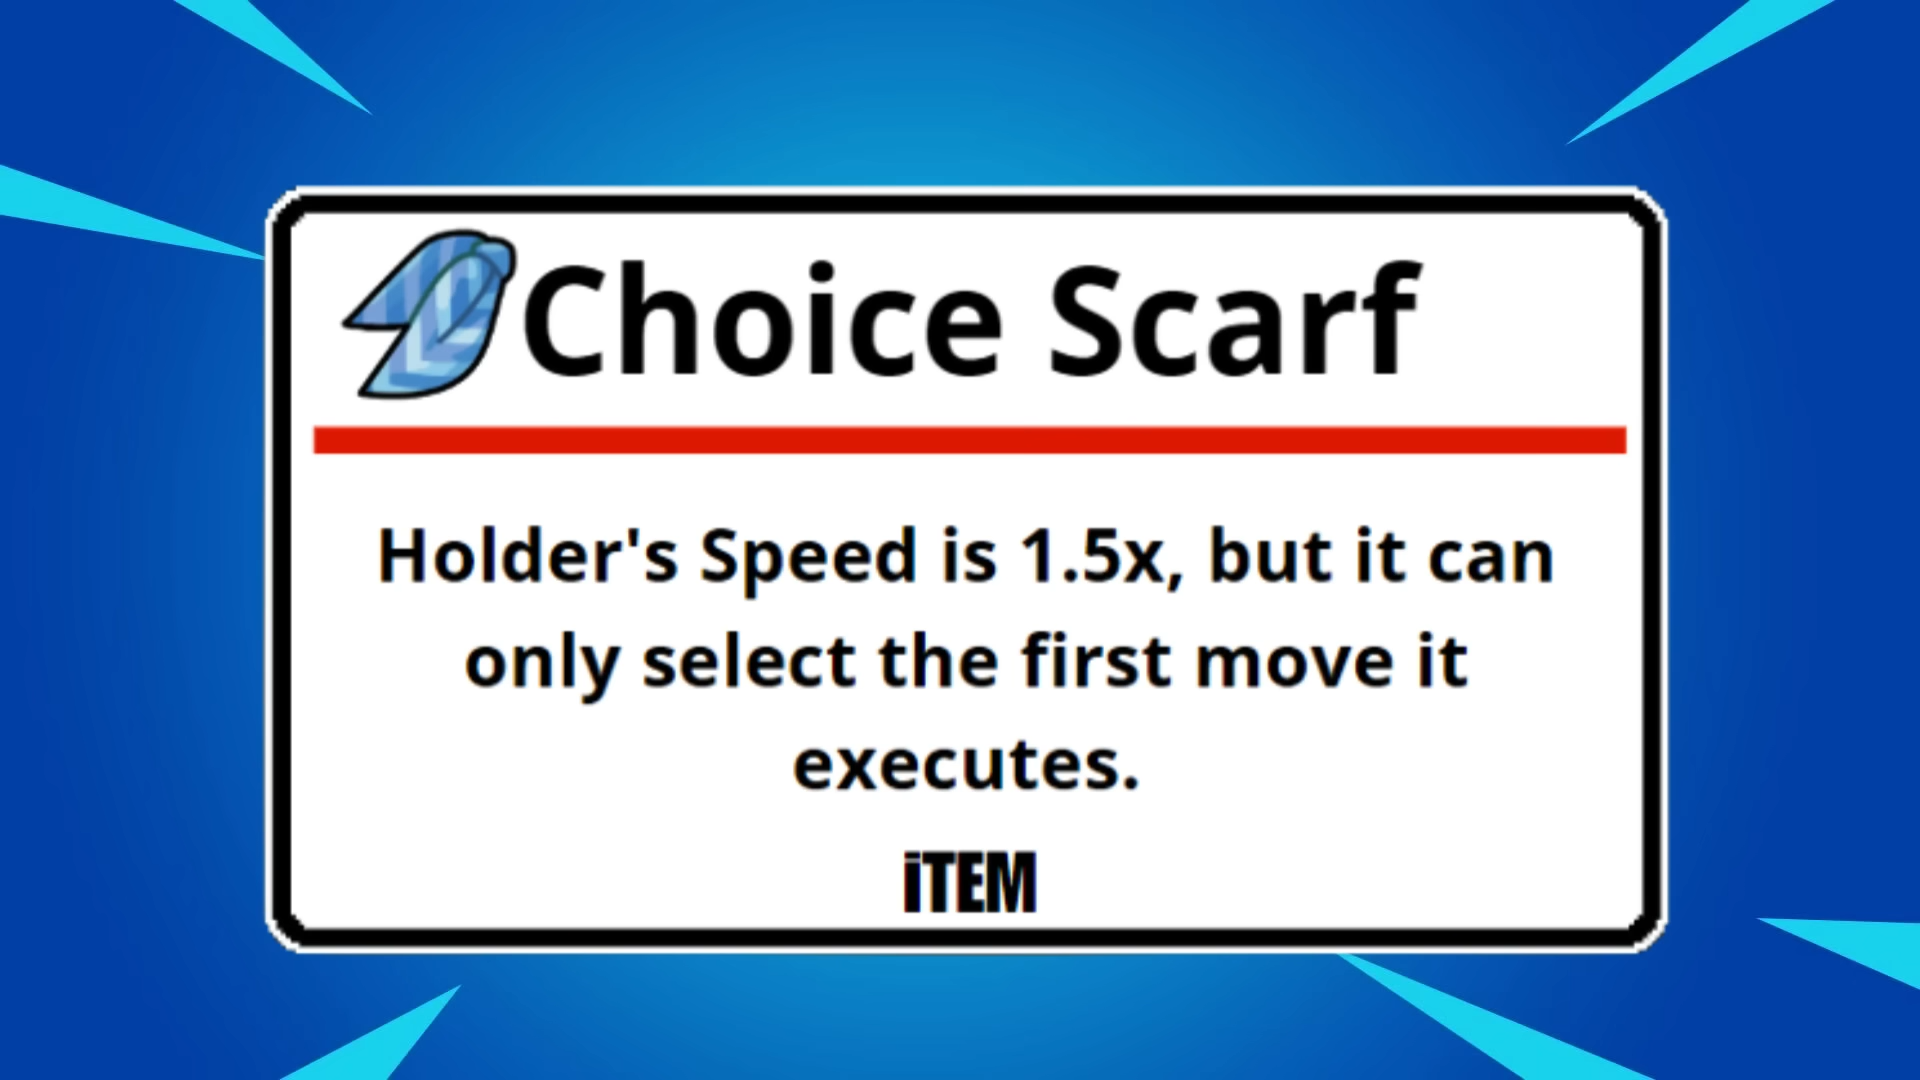 Choice Scarf
Holder's Speed is 1.5x, but it can
only select the first move it
executes.
iTEM